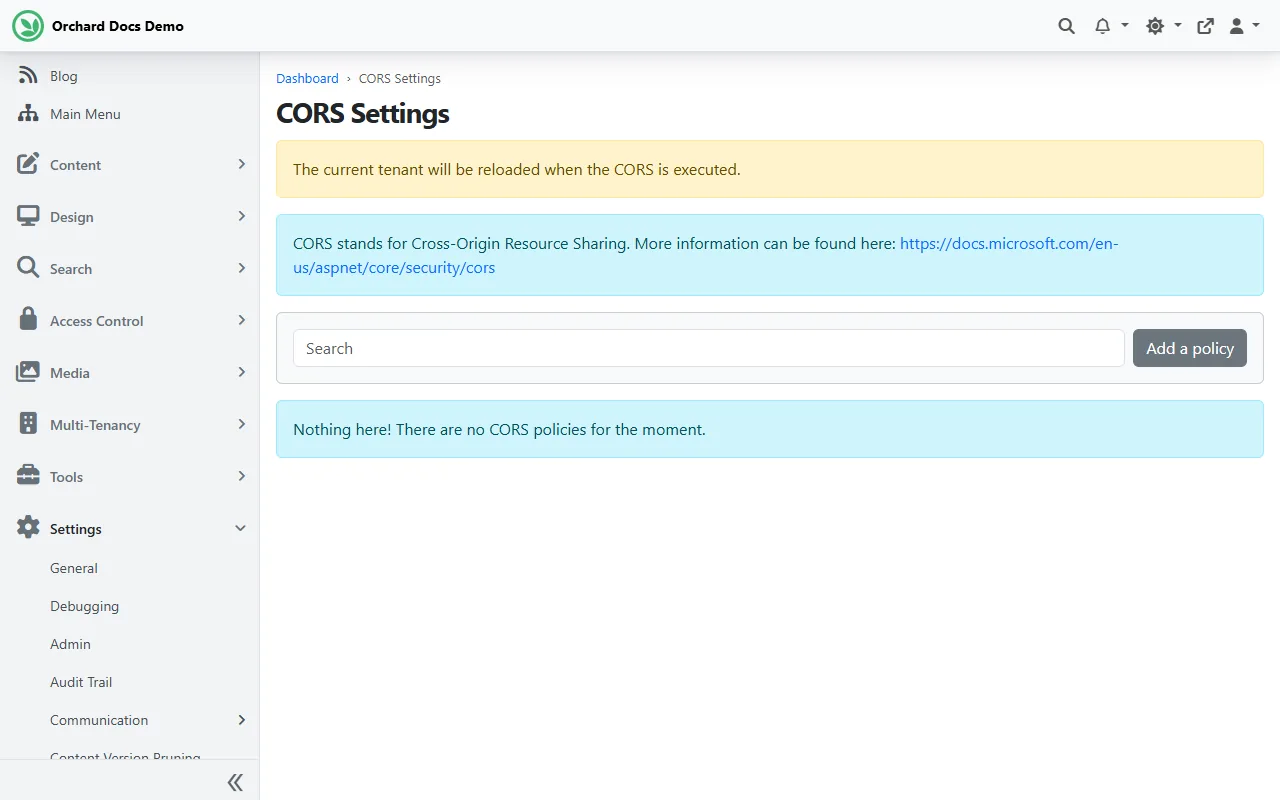 Orchard Docs Demo
Blog
Main Menu
Content
Design
Search
Access Control
Media
Multi-Tenancy
Tools
Settings
General
Debugging
Admin
Audit Trail
Communication
Content Version Pruning
Dashboard › CORS Settings
CORS Settings
The current tenant will be reloaded when the CORS is executed.
CORS stands for Cross-Origin Resource Sharing. More information can be found here: https://docs.microsoft.com/en-
us/aspnet/core/security/cors
Search
Add a policy
Nothing here! There are no CORS policies for the moment.